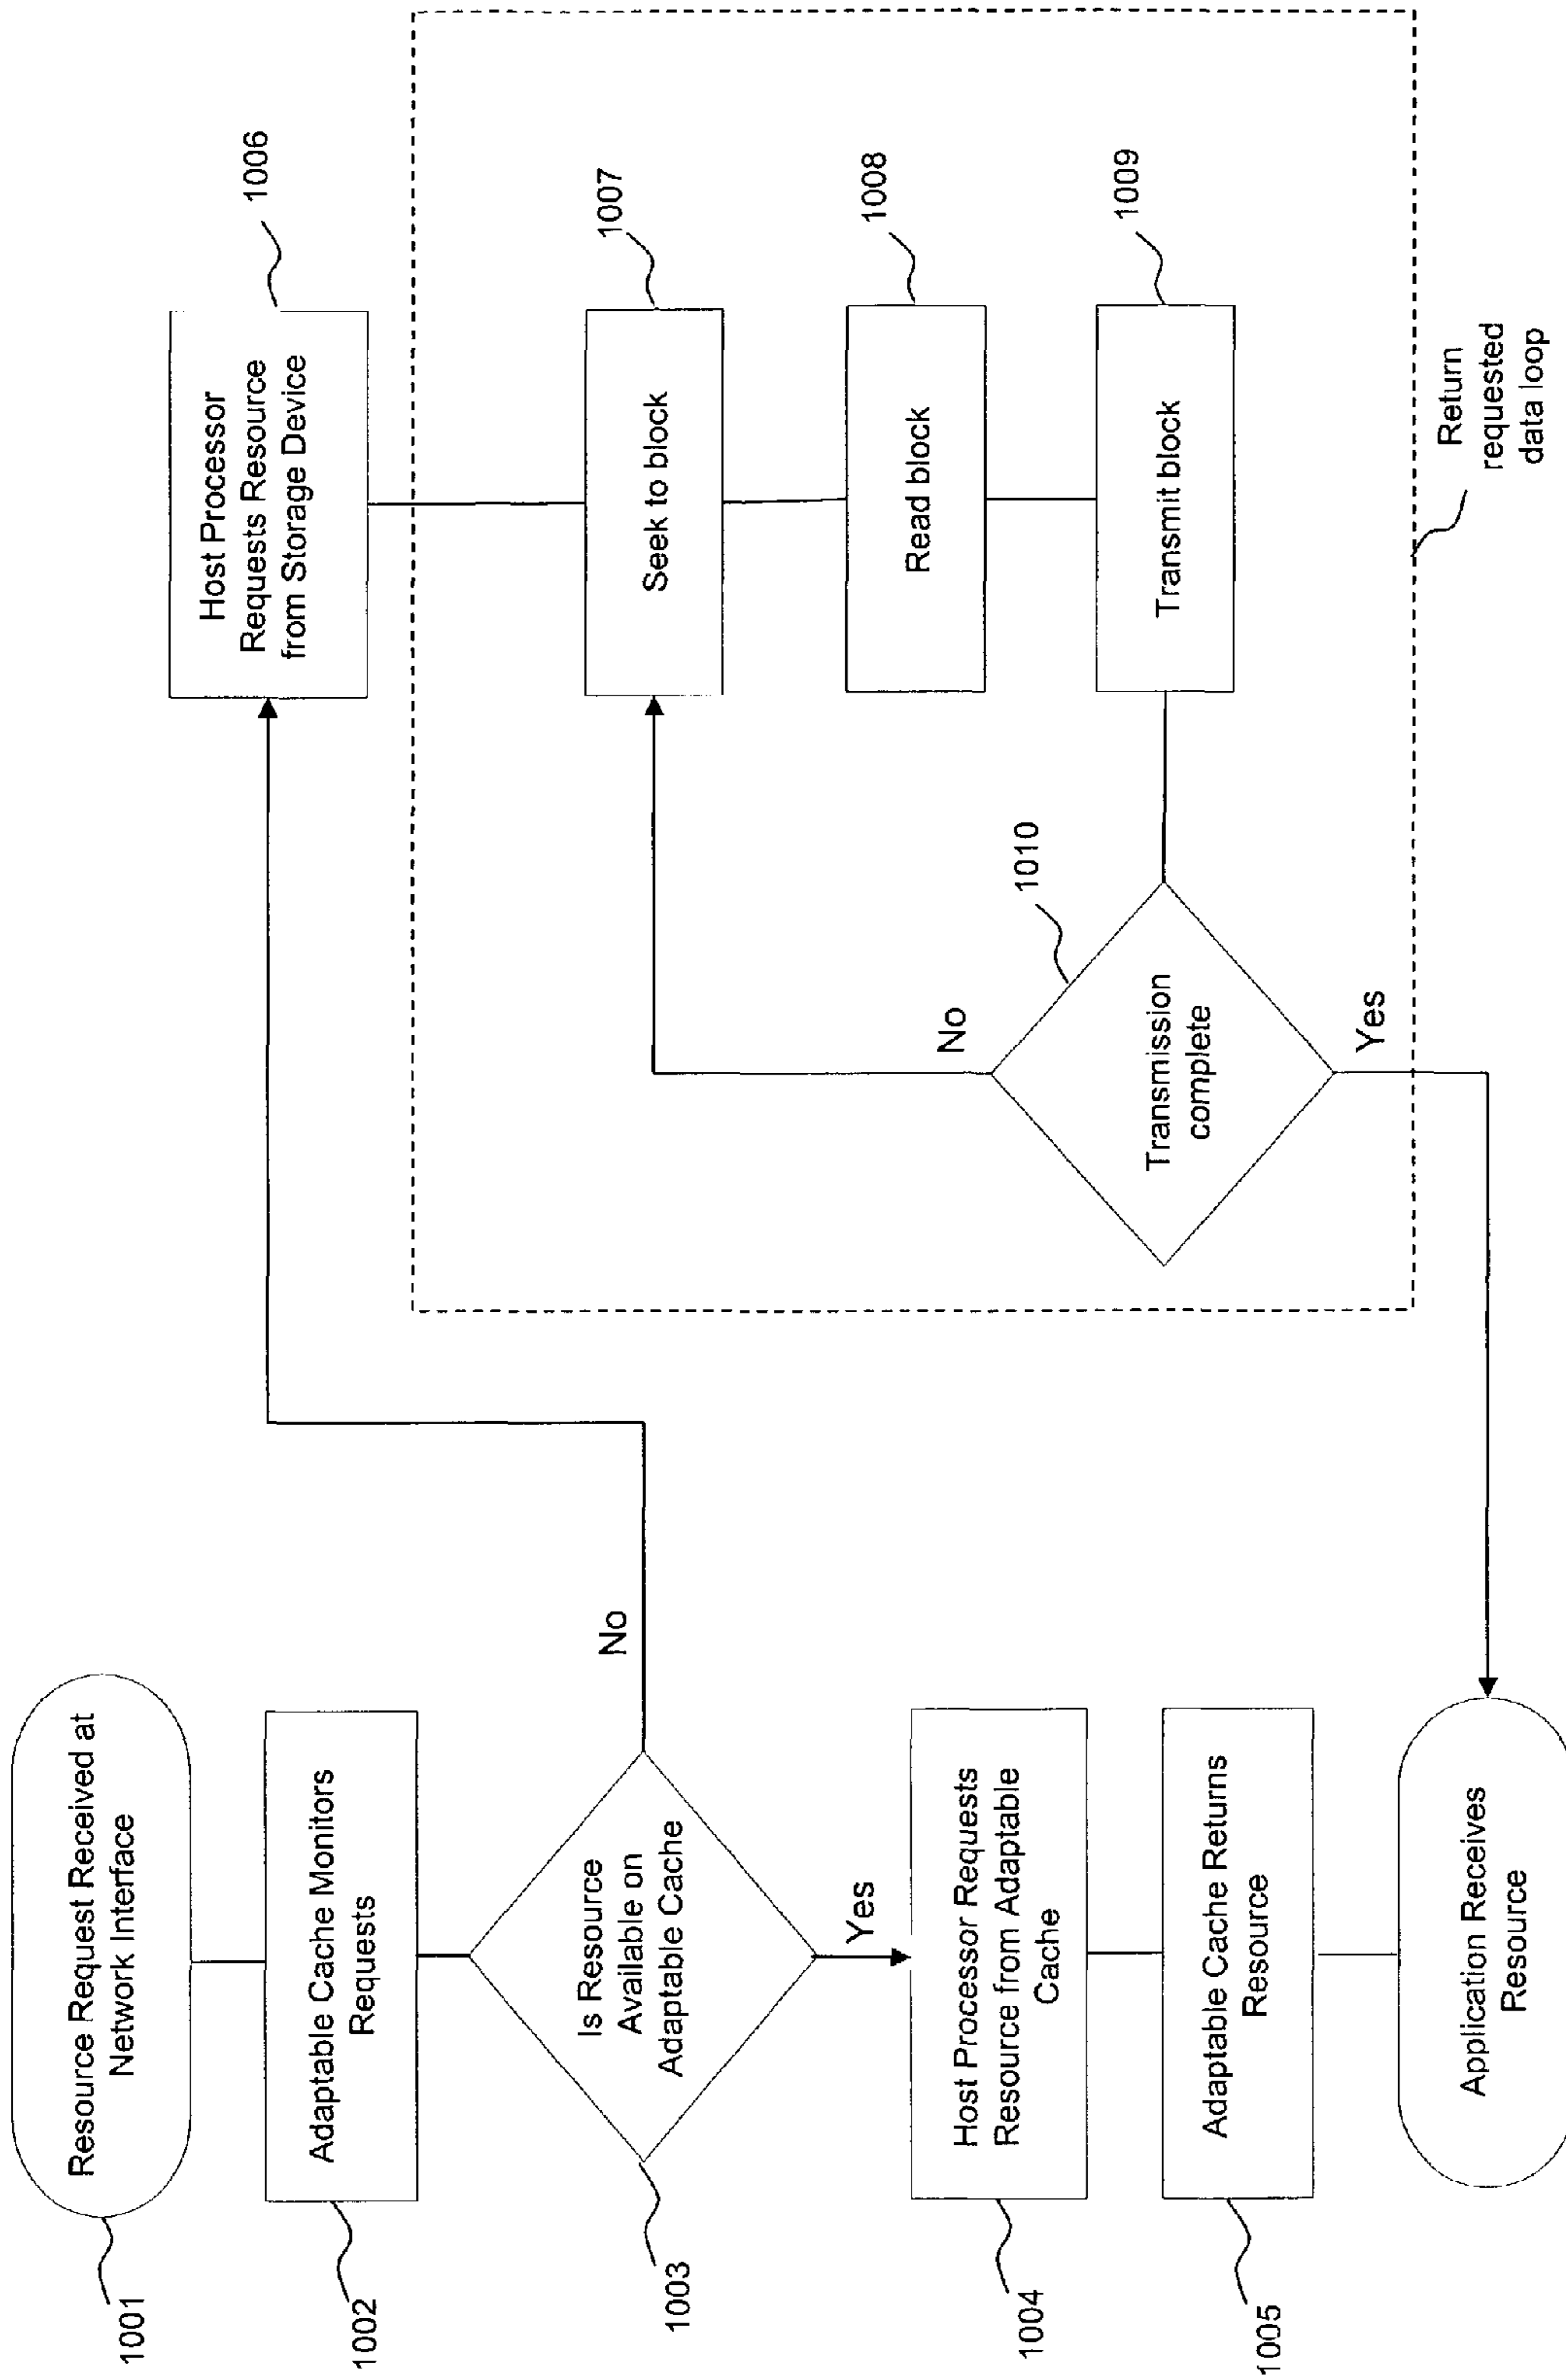 Resource Request Received at
Network Interface
1001
Adaptable Cache Monitors
Requests
1002
Is Resource
Available on
Adaptable Cache
1003
No
Yes
Host Processor Requests
Resource from Adaptable
Cache
1004
Adaptable Cache Returns
Resource
1005
Application Receives
Resource
Host Processor
Requests Resource
from Storage Device
1006
Seek to block
1007
Read block
1008
Transmit block
1009
Transmission
complete
1010
No
Yes
Return
requested
data loop